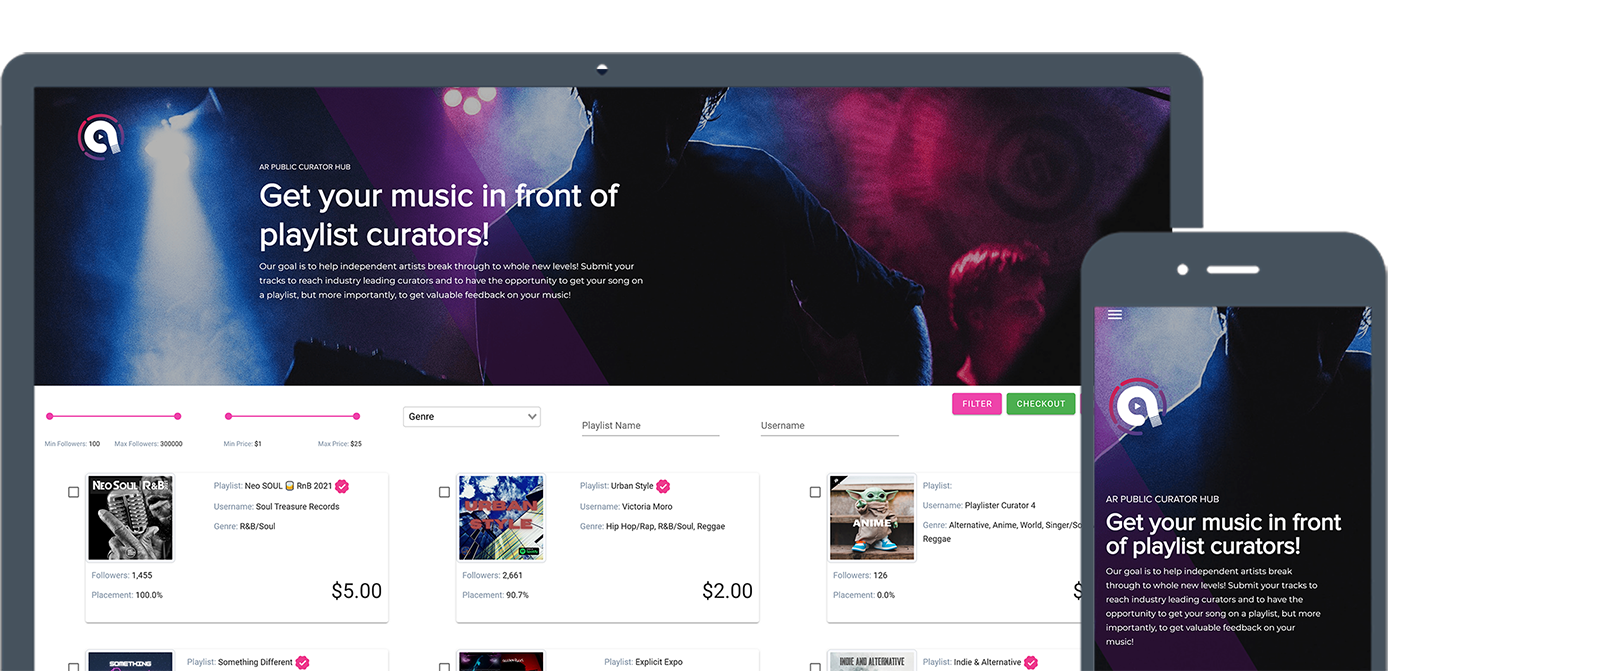 AR PUBLIC CURATOR HUB
Get your music in front of
playlist curators!
Our goal is to help independent artists break through to whole new levels! Submit your
tracks to reach industry leading curators and to have the opportunity to get your song on
a playlist, but more importantly, to get valuable feedback on your music!
Min Followers: 100
Max Followers: 300000
Min Price: $1
Max Price: $25
Genre
Playlist Name
Username
FILTER
CHECKOUT
NEO SOUL R&B
Playlist: Neo SOUL 🥃 RnB 2021
Username: Soul Treasure Records
Genre: R&B/Soul
Followers: 1,455
Placement: 100.0%
$5.00
URBAN
STYLE
Playlist: Urban Style
Username: Victoria Moro
Genre: Hip Hop/Rap, R&B/Soul, Reggae
Followers: 2,661
Placement: 90.7%
$2.00
ANIME
Playlist:
Username: Playlister Curator 4
Genre: Alternative, Anime, World, Singer/So
Reggae
Followers: 126
Placement: 0.0%
$
SOMETHING
Playlist: Something Different
Playlist: Explicit Expo
INDIE AND ALTERNATIVE
Playlist: Indie & Alternative
AR PUBLIC CURATOR HUB
Get your music in front
of playlist curators!
Our goal is to help independent artists break
through to whole new levels! Submit your tracks to
reach industry leading curators and to have the
opportunity to get your song on a playlist, but more
importantly, to get valuable feedback on your
music!